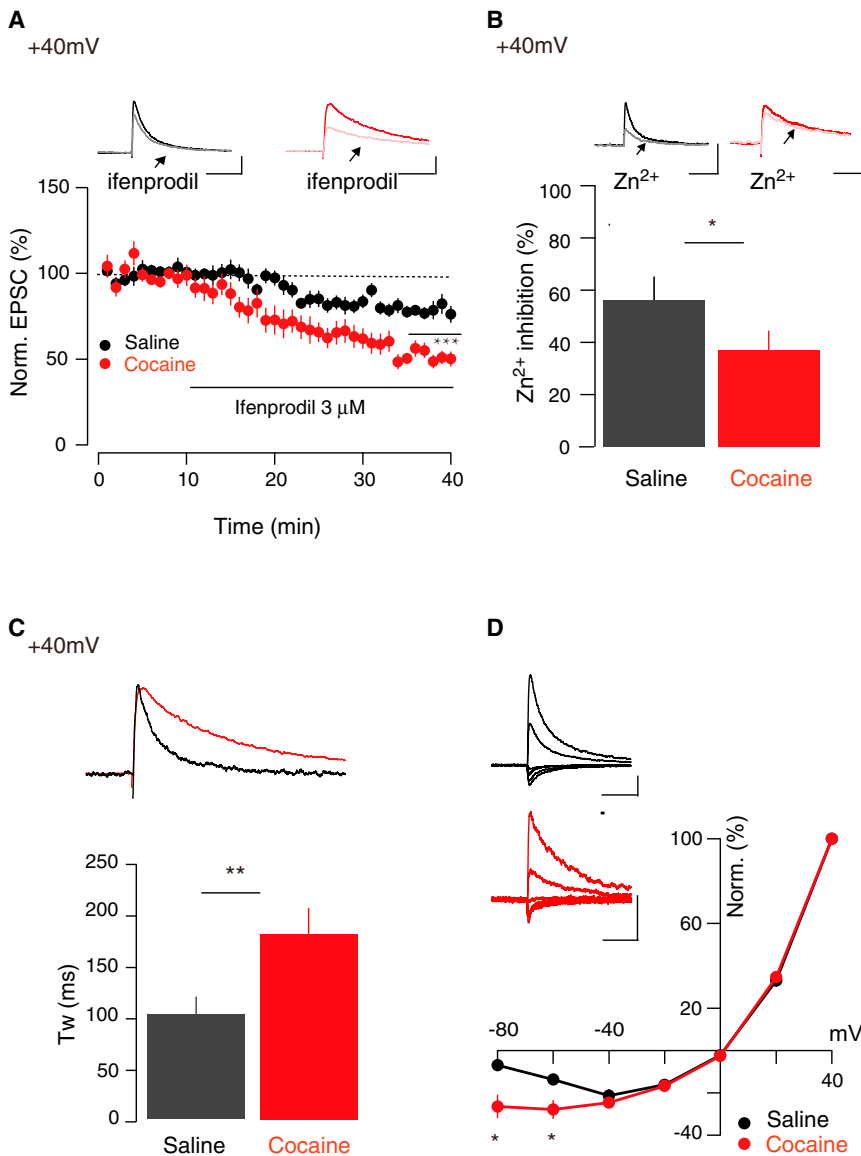 A
+40mV
ifenprodil
ifenprodil
150
100
50
0
Norm. EPSC (%)
Saline
Cocaine
***
Ifenprodil 3 μM
0
10
20
30
40
Time (min)
B
+40mV
Zn2+
Zn2+
100
80
60
40
20
0
Zn2+ inhibition (%)
*
Saline
Cocaine
C
+40mV
250
200
150
100
50
0
Tw (ms)
**
Saline
Cocaine
D
100
60
20
-40
Norm. (%)
-80
-40
mV
40
*
*
Saline
Cocaine